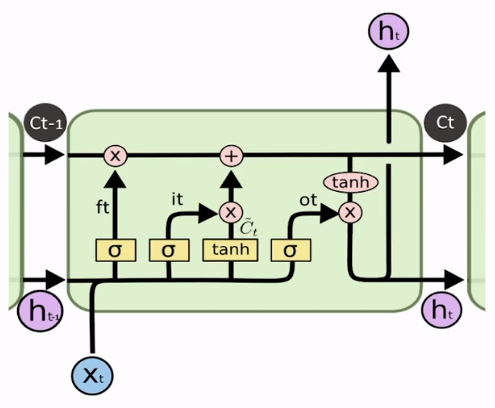 hₜ
Cₜ₋₁
Cₜ
x
+
tanh
ft
it
x
C̃ₜ
ot
x
σ
σ
tanh
σ
hₜ₋₁
hₜ
Xₜ